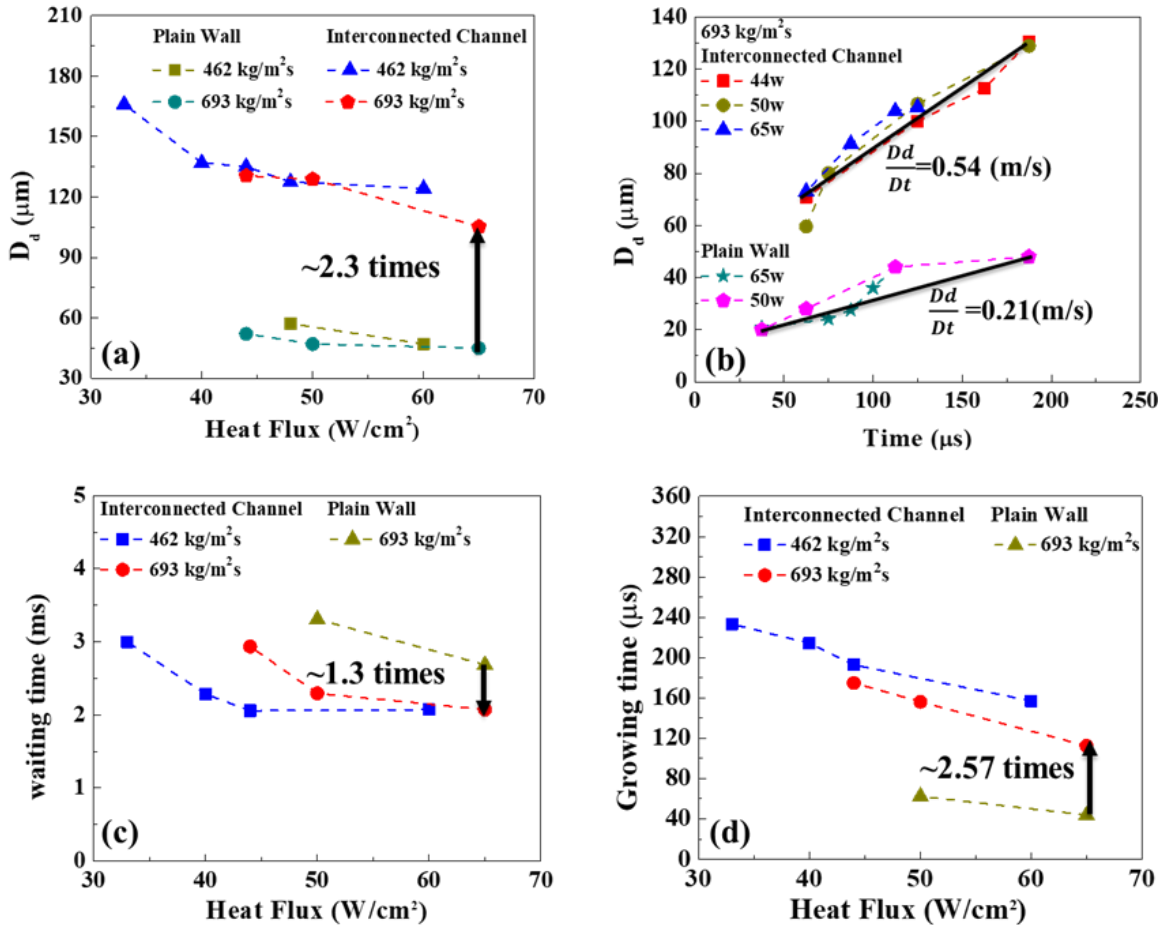 210
180
150
120
90
60
30
D_d (μm)
Plain Wall
462 kg/m²s
693 kg/m²s
Interconnected Channel
462 kg/m²s
693 kg/m²s
~2.3 times
(a)
30 40 50 60 70
Heat Flux (W/cm²)
140
120
100
80
60
40
20
0
D_d (μm)
693 kg/m²s
Interconnected Channel
44w
50w
65w
Dd/Dt=0.54 (m/s)
Plain Wall
65w
50w
Dd/Dt=0.21(m/s)
(b)
0 50 100 150 200 250
Time (μs)
5
4
3
2
1
0
waiting time (ms)
Interconnected Channel
462 kg/m²s
693 kg/m²s
Plain Wall
693 kg/m²s
~1.3 times
(c)
30 40 50 60 70
Heat Flux (W/cm²)
360
320
280
240
200
160
120
80
40
0
Growing time (μs)
Interconnected Channel
462 kg/m²s
693 kg/m²s
Plain Wall
693 kg/m²s
~2.57 times
(d)
30 40 50 60 70
Heat Flux (W/cm²)